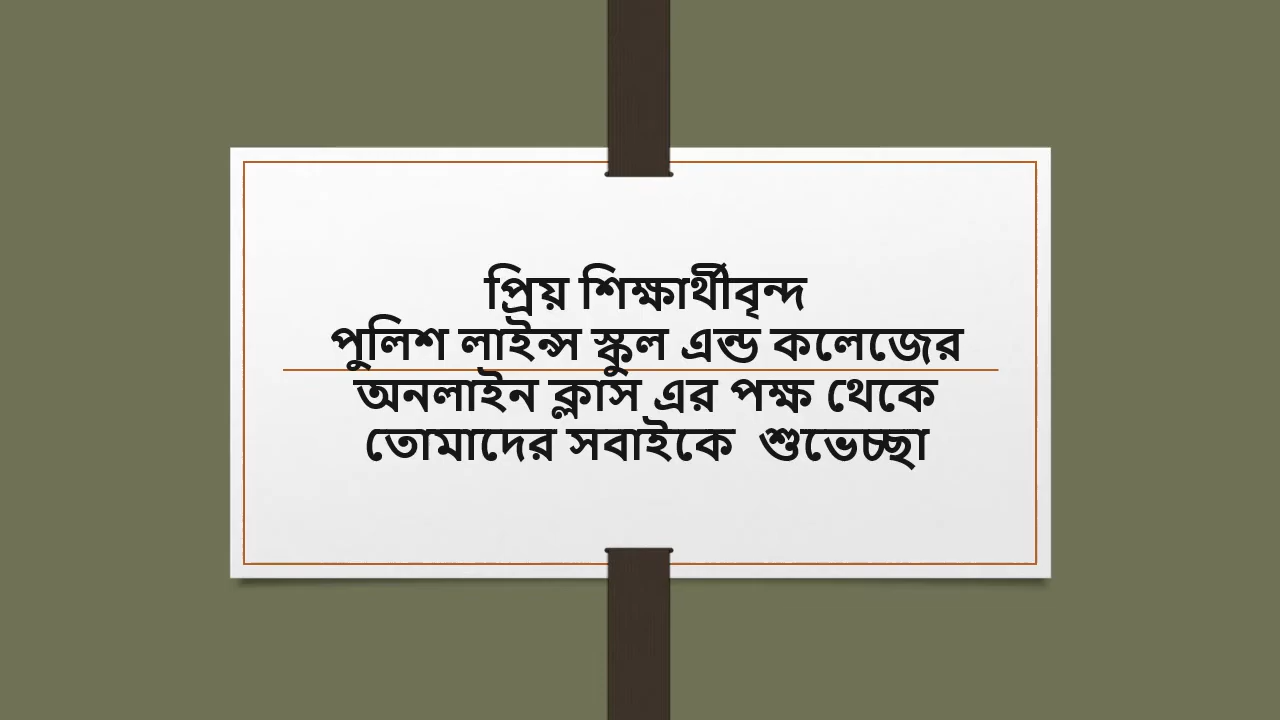 প্রিয় শিক্ষার্থীবৃন্দ
পুলিশ লাইন্স স্কুল এন্ড কলেজের
অনলাইন ক্লাস এর পক্ষ থেকে
তোমাদের সবাইকে শুভেচ্ছা